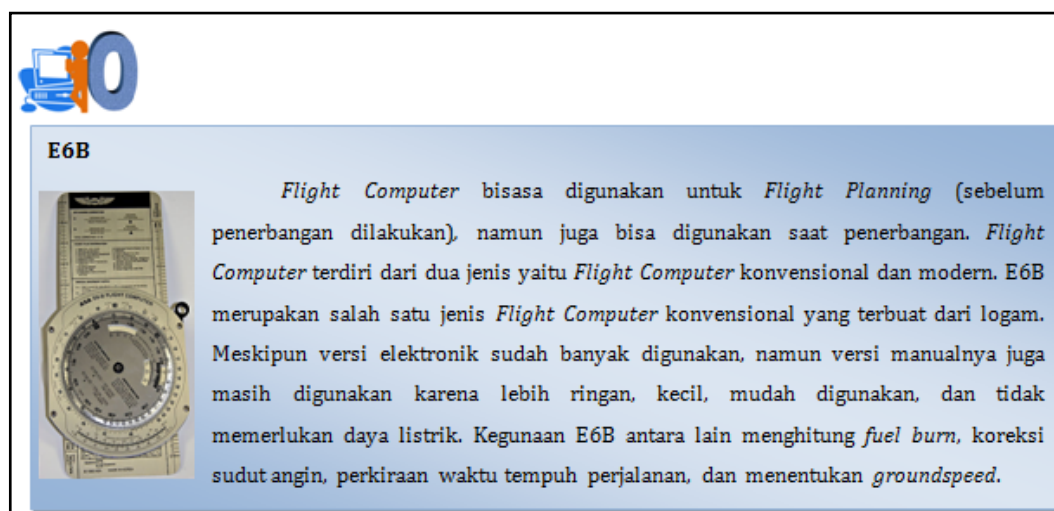 E6B
Flight Computer bisasa digunakan untuk Flight Planning (sebelum
penerbangan dilakukan), namun juga bisa digunakan saat penerbangan. Flight
Computer terdiri dari dua jenis yaitu Flight Computer konvensional dan modern. E6B
merupakan salah satu jenis Flight Computer konvensional yang terbuat dari logam.
Meskipun versi elektronik sudah banyak digunakan, namun versi manualnya juga
masih digunakan karena lebih ringan, kecil, mudah digunakan, dan tidak
memerlukan daya listrik. Kegunaan E6B antara lain menghitung fuel burn, koreksi
sudut angin, perkiraan waktu tempuh perjalanan, dan menentukan groundspeed.